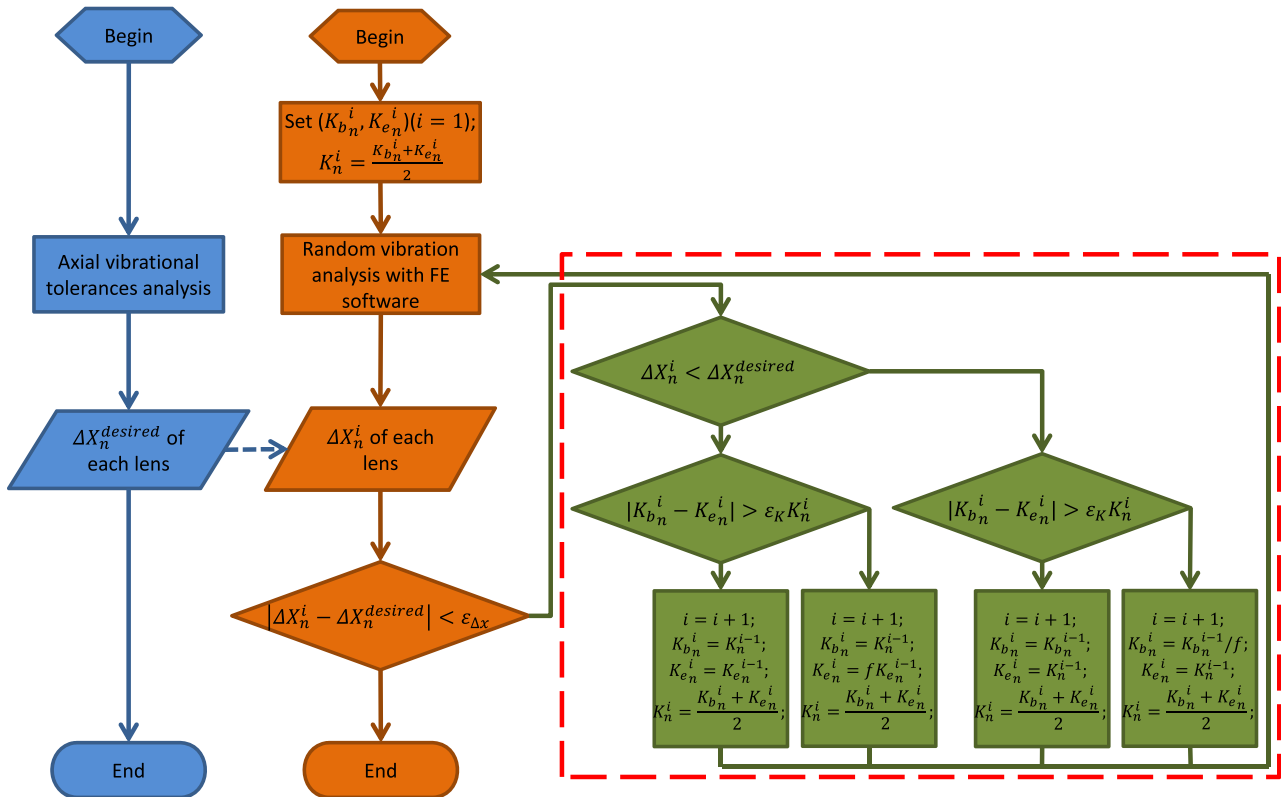 Begin
Axial vibrational
tolerances analysis
ΔX_n^{desired} of
each lens
End
Begin
Set (K_{b_n}^i, K_{e_n}^i)(i = 1);
K_n^i = \frac{K_{b_n}^i+K_{e_n}^i}{2}
Random vibration
analysis with FE
software
ΔX_n^i of each
lens
|ΔX_n^i − ΔX_n^{desired}| < ε_{Δx}
End
ΔX_n^i < ΔX_n^{desired}
|K_{b_n}^i − K_{e_n}^i| > ε_K K_n^i
|K_{b_n}^i − K_{e_n}^i| > ε_K K_n^i
i = i + 1;
K_{b_n}^i = K_n^{i−1};
K_{e_n}^i = K_{e_n}^{i−1};
K_n^i = \frac{K_{b_n}^i + K_{e_n}^i}{2};
i = i + 1;
K_{b_n}^i = K_n^{i−1};
K_{e_n}^i = fK_{e_n}^{i−1};
K_n^i = \frac{K_{b_n}^i + K_{e_n}^i}{2};
i = i + 1;
K_{b_n}^i = K_{b_n}^{i−1};
K_{e_n}^i = K_n^{i−1};
K_n^i = \frac{K_{b_n}^i + K_{e_n}^i}{2};
i = i + 1;
K_{b_n}^i = K_{b_n}^{i−1}/f;
K_{e_n}^i = K_n^{i−1};
K_n^i = \frac{K_{b_n}^i + K_{e_n}^i}{2};